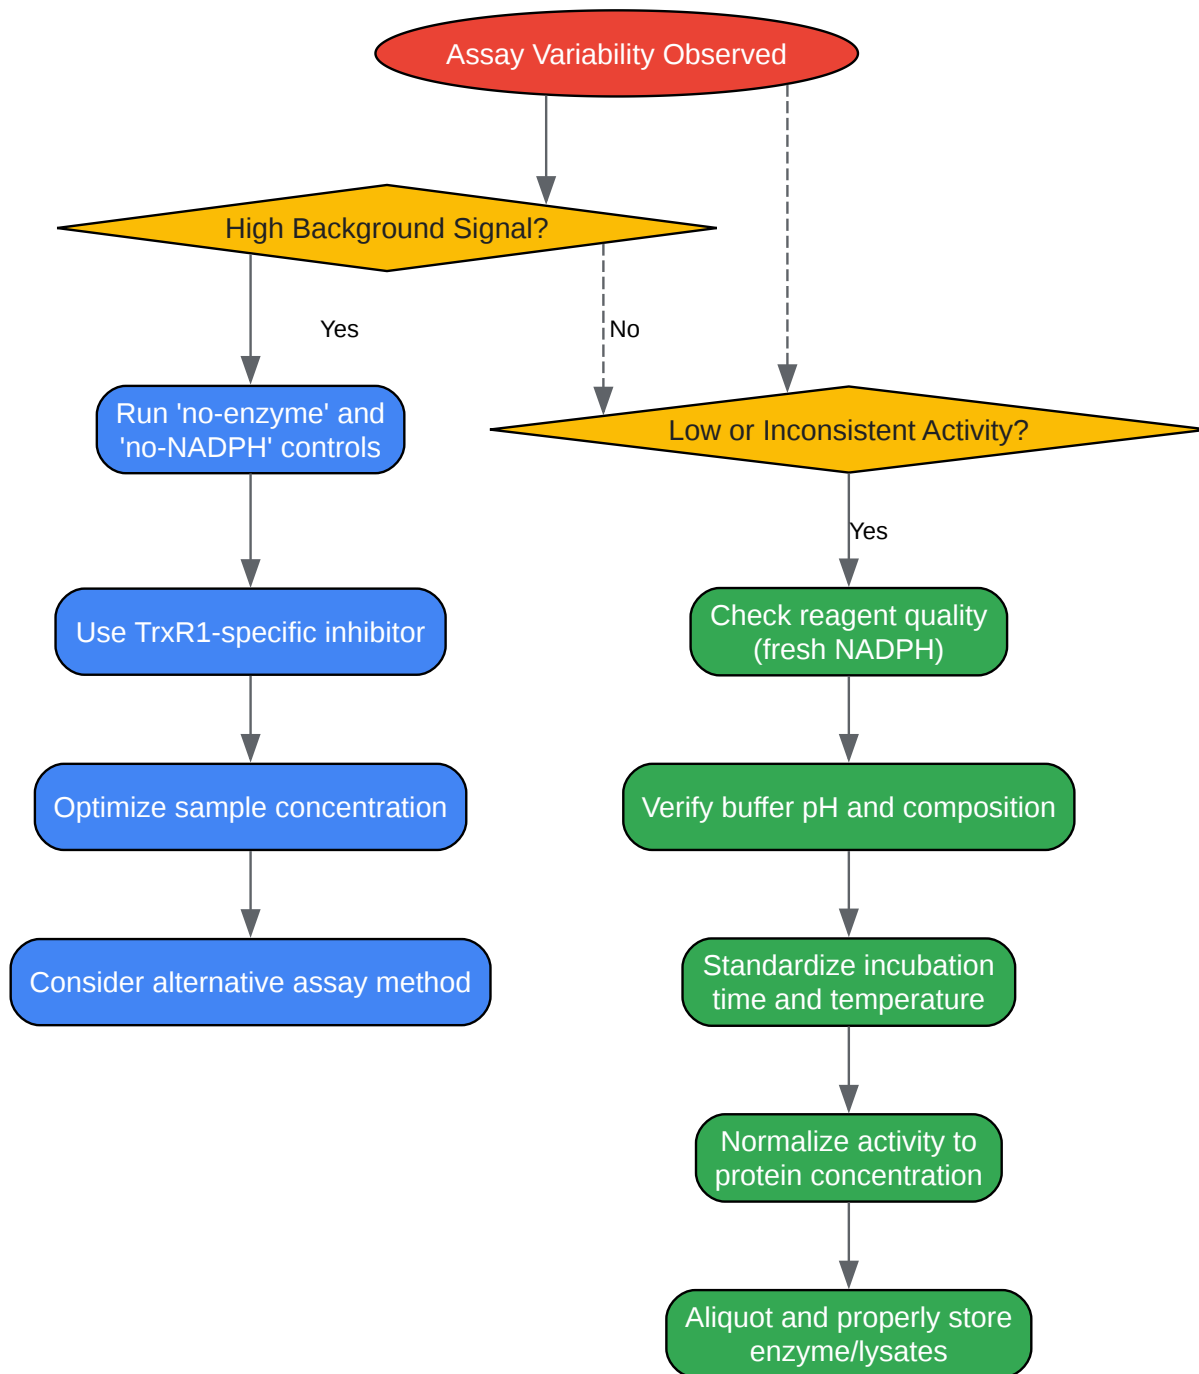 Assay Variability Observed
High Background Signal?
Yes
No
Run 'no-enzyme' and
'no-NADPH' controls
Low or Inconsistent Activity?
Yes
Use TrxR1-specific inhibitor
Check reagent quality
(fresh NADPH)
Optimize sample concentration
Verify buffer pH and composition
Consider alternative assay method
Standardize incubation
time and temperature
Normalize activity to
protein concentration
Aliquot and properly store
enzyme/lysates